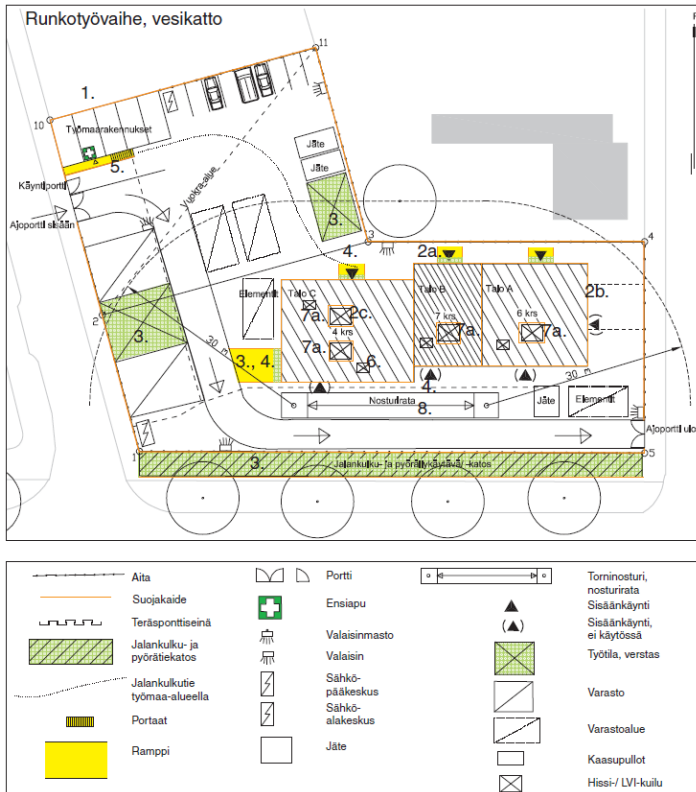 Runkotyövaihe, vesikatto
11
1.
10
Työmaarakennukset
5.
Jäte
Jäte
Vuokra-alue
Käyntiportti
Ajoportti sisään
3.
3
4.
2a.
4
2
3.
Elementit
Talo C
Talo B
Talo A
2b.
7a.
2c.
7 krs
6 krs
4 krs
7a.
7a.
7a.
6.
3., 4.
30 m
4.
30 m
Nosturirata
8.
Jäte
Elementit
Ajoportti ulo
1
3.
Jalankulku- ja pyöräilykäytävä/-katos
5
Aita
Suojakaide
Teräsponttiseinä
Jalankulku- ja
pyörätiekatos
Jalankulkutie
työmaa-alueella
Portaat
Ramppi
Portti
Ensiapu
Valaisinmasto
Valaisin
Sähkö-
pääkeskus
Sähkö-
alakeskus
Jäte
Torninosturi,
nosturirata
Sisäänkäynti
Sisäänkäynti,
ei käytössä
Työtila, verstas
Varasto
Varastoalue
Kaasupullot
Hissi-/ LVI-kuilu